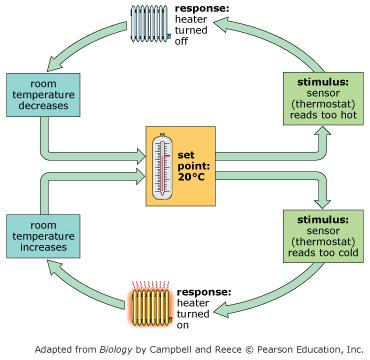 response:
heater
turned
off
room
temperature
decreases
stimulus:
sensor
(thermostat)
reads too hot
set
point:
20°C
room
temperature
increases
stimulus:
sensor
(thermostat)
reads too cold
response:
heater
turned
on
Adapted from Biology by Campbell and Reece © Pearson Education, Inc.